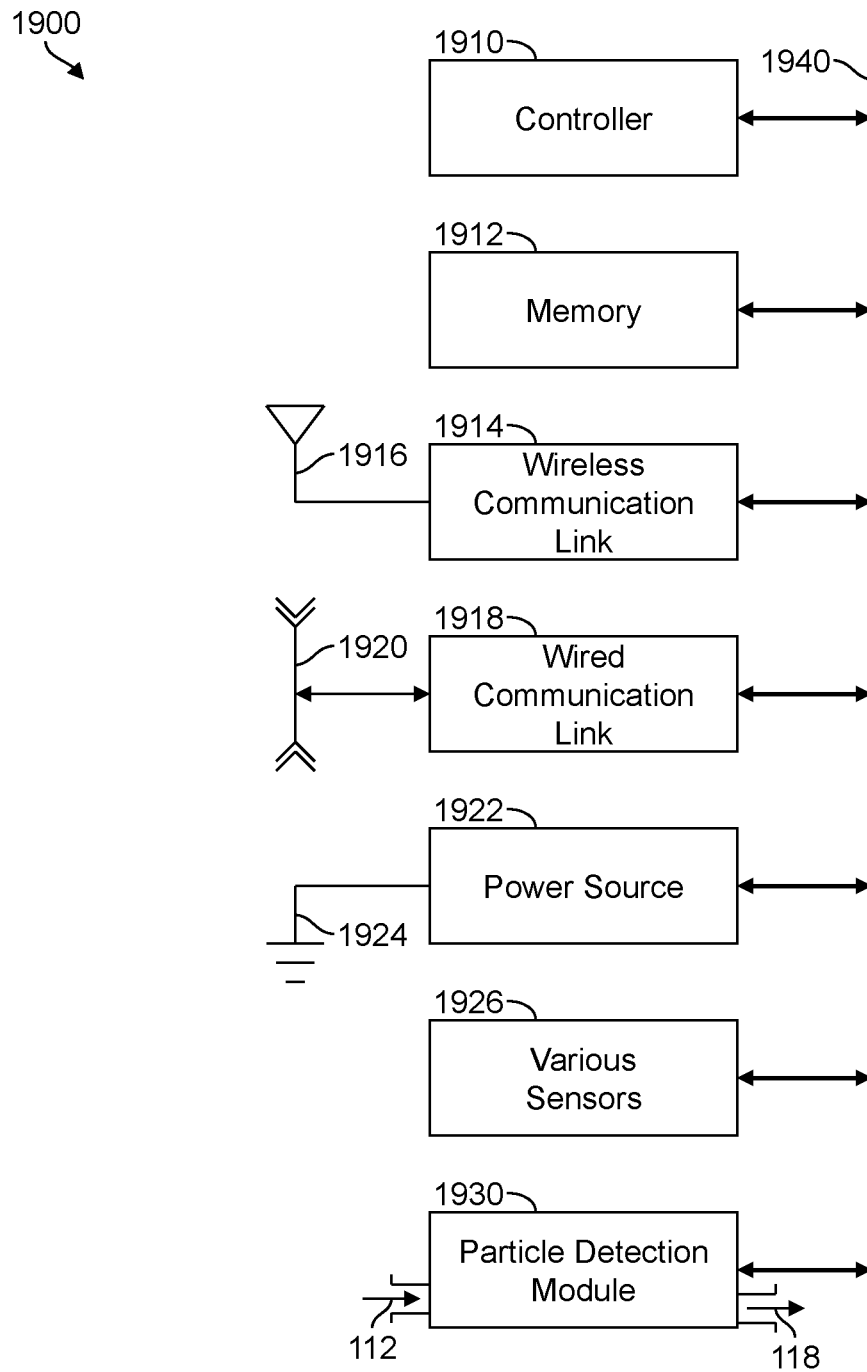 1900
1910
1940
Controller
1912
Memory
1914
1916
Wireless
Communication
Link
1918
1920
Wired
Communication
Link
1922
Power Source
1924
1926
Various
Sensors
1930
Particle Detection
Module
112
118